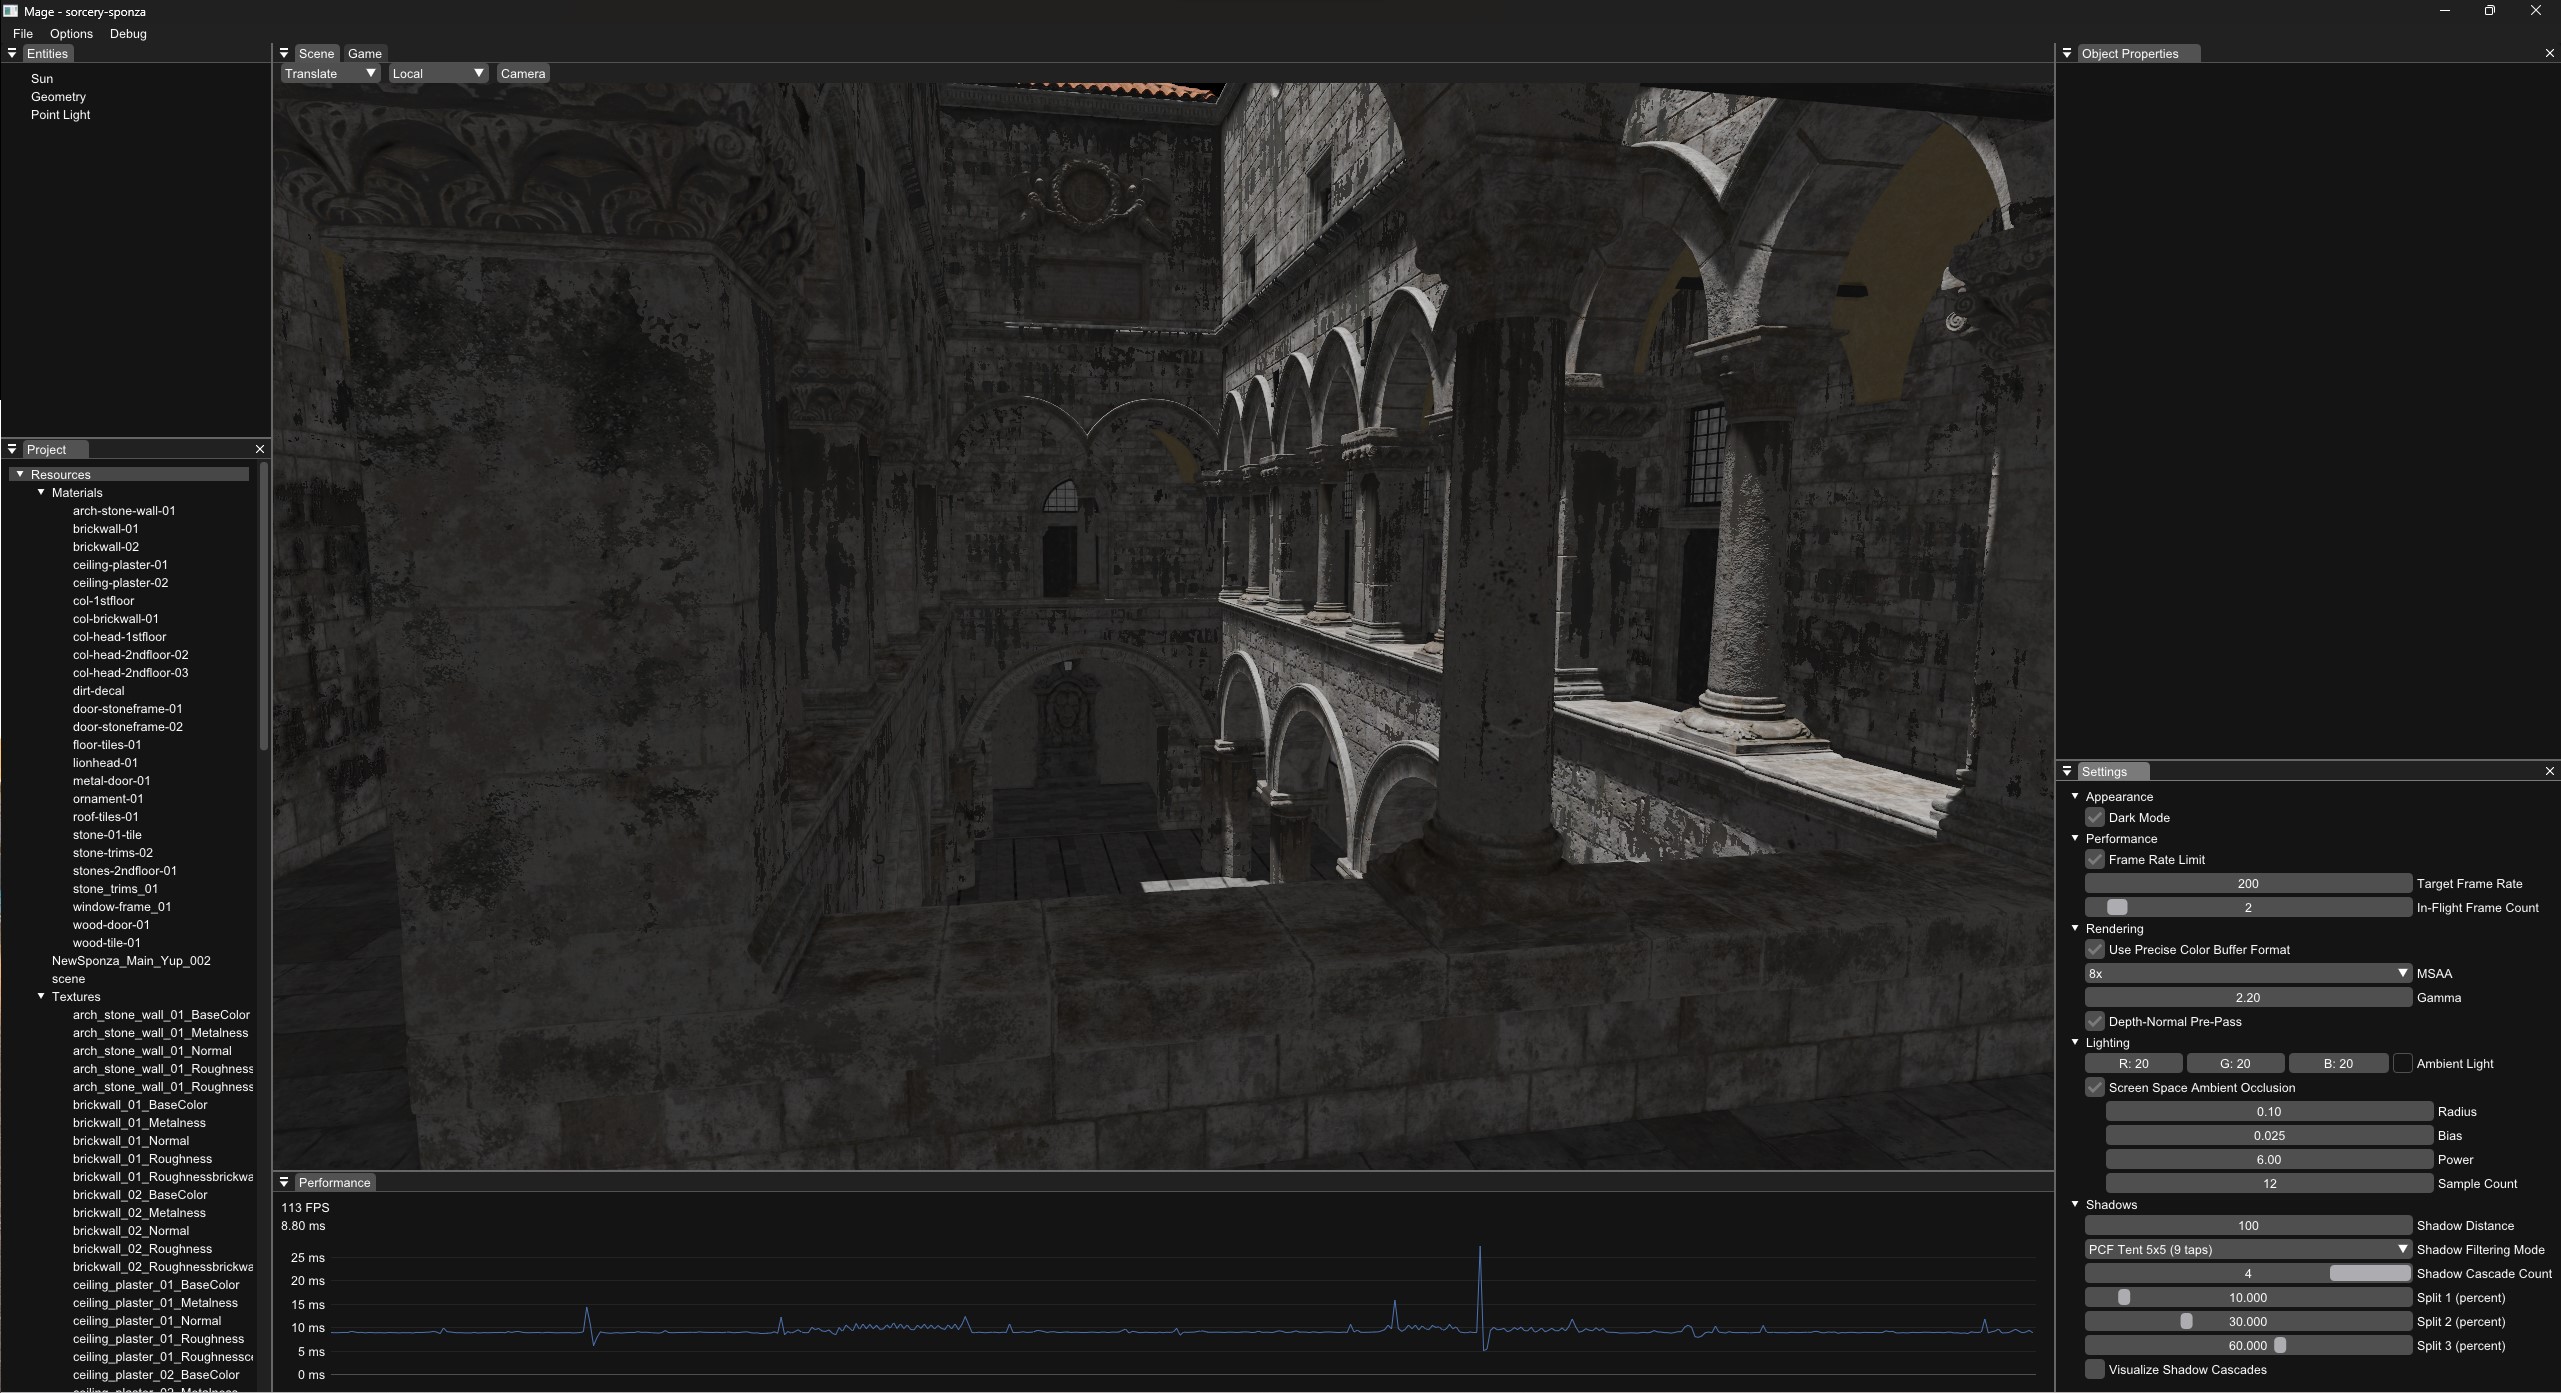 Mage - sorcery-sponza
File Options Debug
Entities
Sun
Geometry
Point Light
Project
Resources
Materials
arch-stone-wall-01
brickwall-01
brickwall-02
ceiling-plaster-01
ceiling-plaster-02
col-1stfloor
col-brickwall-01
col-head-1stfloor
col-head-2ndfloor-02
col-head-2ndfloor-03
dirt-decal
door-stoneframe-01
door-stoneframe-02
floor-tiles-01
lionhead-01
metal-door-01
ornament-01
roof-tiles-01
stone-01-tile
stone-trims-02
stones-2ndfloor-01
stone_trims_01
window-frame_01
wood-door-01
wood-tile-01
NewSponza_Main_Yup_002
scene
Textures
arch_stone_wall_01_BaseColor
arch_stone_wall_01_Metalness
arch_stone_wall_01_Normal
arch_stone_wall_01_Roughness
arch_stone_wall_01_Roughness
brickwall_01_BaseColor
brickwall_01_Metalness
brickwall_01_Normal
brickwall_01_Roughness
brickwall_01_Roughnessbrickwa
brickwall_02_BaseColor
brickwall_02_Metalness
brickwall_02_Normal
brickwall_02_Roughness
brickwall_02_Roughnessbrickwa
ceiling_plaster_01_BaseColor
ceiling_plaster_01_Metalness
ceiling_plaster_01_Normal
ceiling_plaster_01_Roughness
ceiling_plaster_01_Roughnessce
ceiling_plaster_02_BaseColor
Scene Game
Translate Local Camera
Performance
113 FPS
8.80 ms
25 ms
20 ms
15 ms
10 ms
5 ms
0 ms
Object Properties
Settings
Appearance
Dark Mode
Performance
Frame Rate Limit
200 Target Frame Rate
2 In-Flight Frame Count
Rendering
Use Precise Color Buffer Format
8x MSAA
2.20 Gamma
Depth-Normal Pre-Pass
Lighting
R: 20 G: 20 B: 20 Ambient Light
Screen Space Ambient Occlusion
0.10 Radius
0.025 Bias
6.00 Power
12 Sample Count
Shadows
100 Shadow Distance
PCF Tent 5x5 (9 taps) Shadow Filtering Mode
4 Shadow Cascade Count
10.000 Split 1 (percent)
30.000 Split 2 (percent)
60.000 Split 3 (percent)
Visualize Shadow Cascades